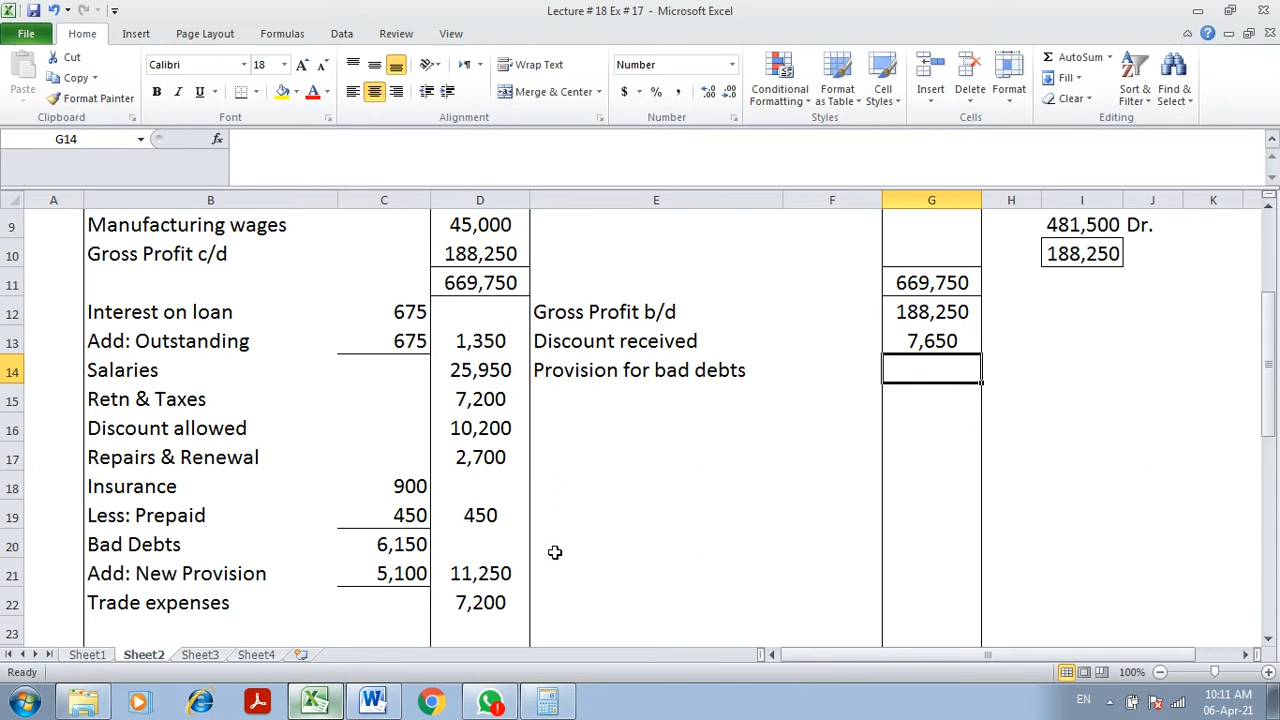 Lecture # 18 Ex # 17 - Microsoft Excel
File Home Insert Page Layout Formulas Data Review View
Paste
Cut
Copy
Format Painter
Clipboard
Calibri 18
B I U
Font
Wrap Text
Merge & Center
Alignment
Number
$ % ,
Number
Conditional Formatting
Format as Table
Cell Styles
Styles
Insert Delete Format
Cells
AutoSum
Fill
Clear
Sort & Filter
Find & Select
Editing
G14 fx
A B C D E F G H I J K
9 Manufacturing wages 45,000 481,500 Dr.
10 Gross Profit c/d 188,250 188,250
11 669,750 669,750
12 Interest on loan 675 Gross Profit b/d 188,250
13 Add: Outstanding 675 1,350 Discount received 7,650
14 Salaries 25,950 Provision for bad debts
15 Retn & Taxes 7,200
16 Discount allowed 10,200
17 Repairs & Renewal 2,700
18 Insurance 900
19 Less: Prepaid 450 450
20 Bad Debts 6,150
21 Add: New Provision 5,100 11,250
22 Trade expenses 7,200
23
Sheet1 Sheet2 Sheet3 Sheet4
Ready 100%
EN 10:11 AM
06-Apr-21